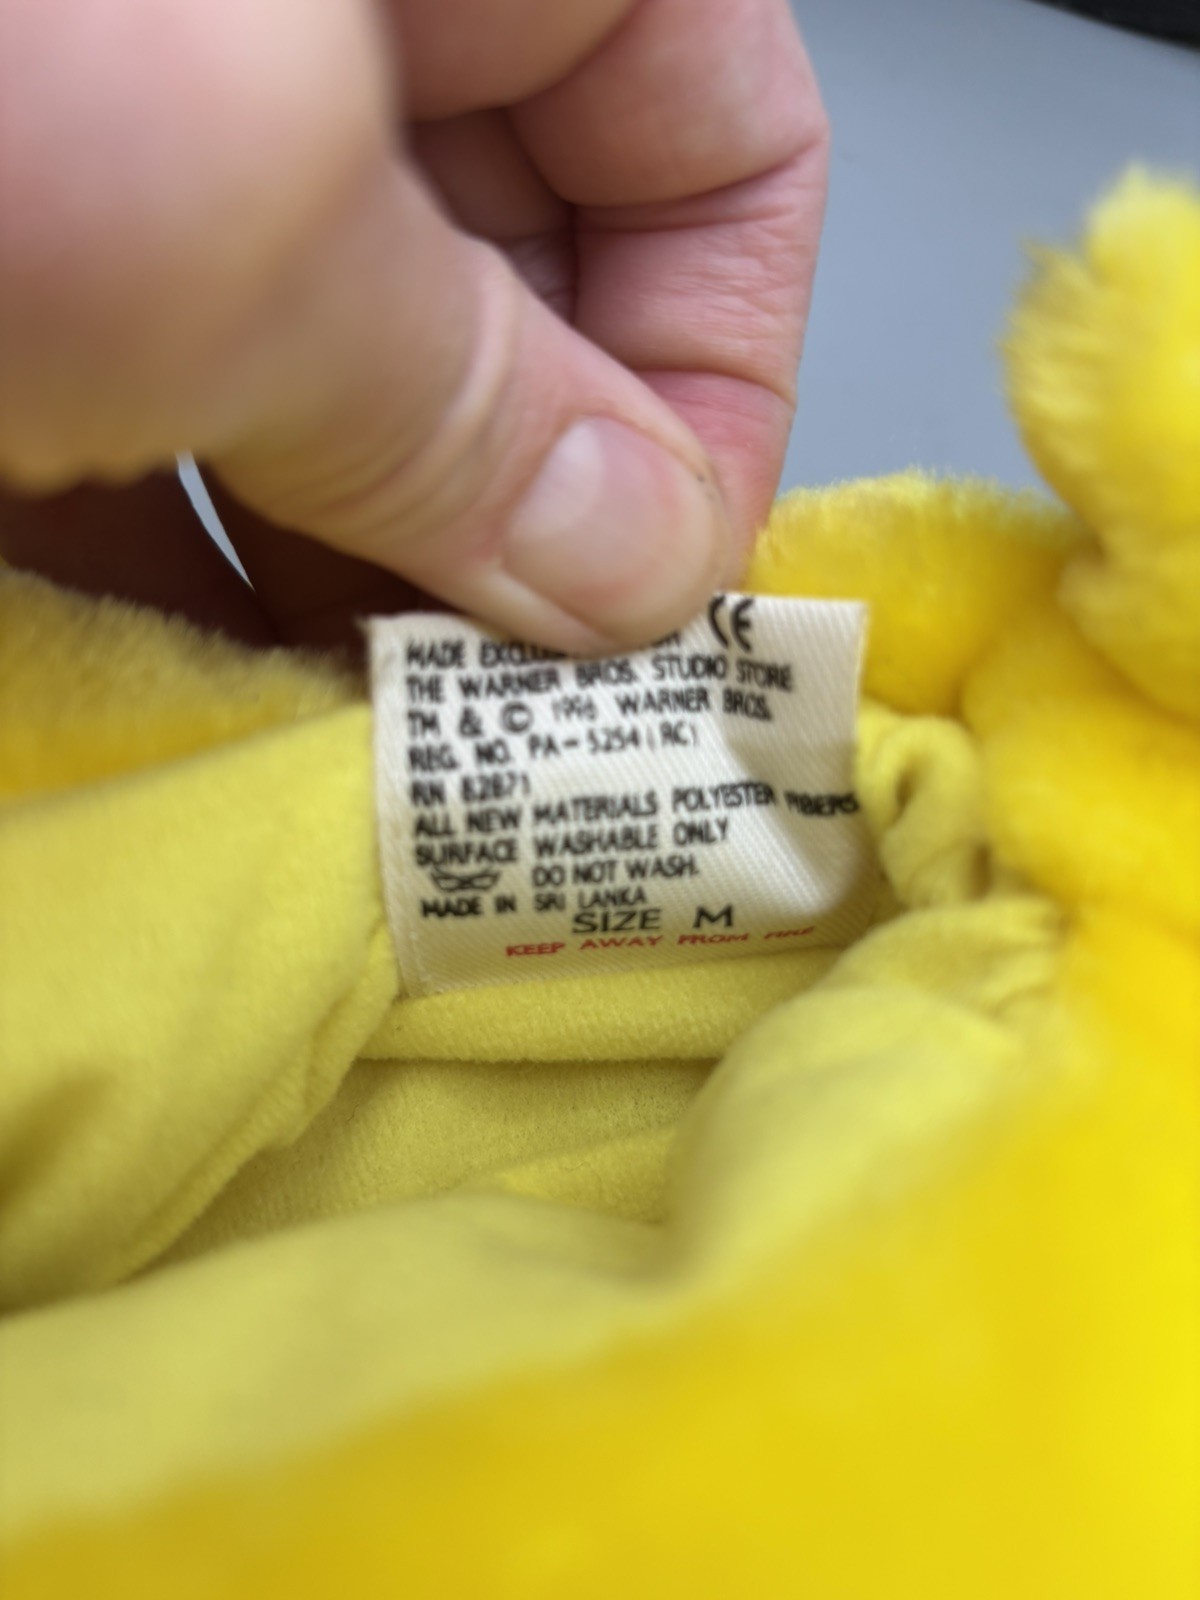 CE
MADE
THE WARNER BROS. STUDIO STORE
TM & © 1996 WARNER BROS.
REG. NO. PA-5254(RC)
RN 82871
ALL NEW MATERIALS POLYESTER FIBERS
SURFACE WASHABLE ONLY
DO NOT WASH.
MADE IN SRI LANKA
SIZE M
KEEP AWAY FROM FIRE